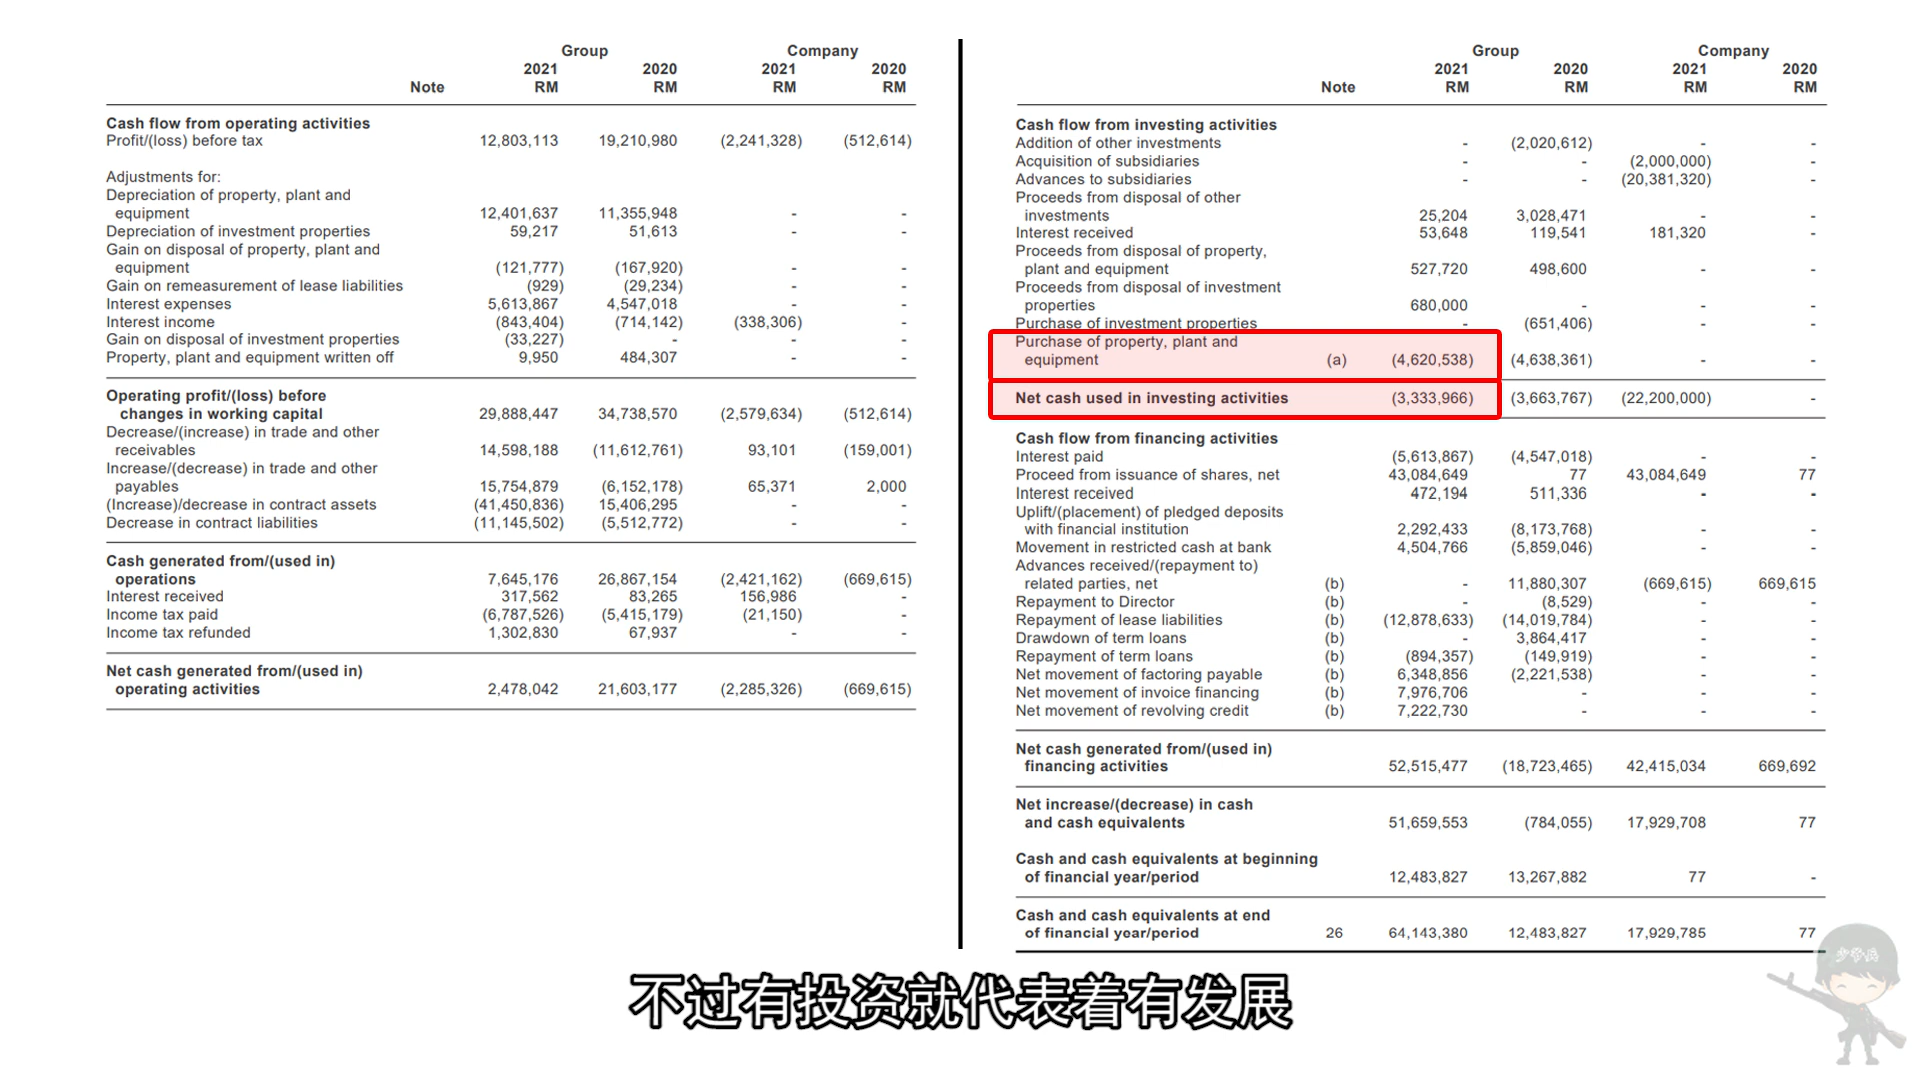 Group Company
2021 2020 2021 2020
Note RM RM RM RM
Cash flow from operating activities
Profit/(loss) before tax 12,803,113 19,210,980 (2,241,328) (512,614)
Adjustments for:
Depreciation of property, plant and
equipment 12,401,637 11,355,948 - -
Depreciation of investment properties 59,217 51,613 - -
Gain on disposal of property, plant and
equipment (121,777) (167,920) - -
Gain on remeasurement of lease liabilities (929) (29,234) - -
Interest expenses 5,613,867 4,547,018 - -
Interest income (843,404) (714,142) (338,306) -
Gain on disposal of investment properties (33,227) - - -
Property, plant and equipment written off 9,950 484,307 - -
Operating profit/(loss) before
changes in working capital 29,888,447 34,738,570 (2,579,634) (512,614)
Decrease/(increase) in trade and other
receivables 14,598,188 (11,612,761) 93,101 (159,001)
Increase/(decrease) in trade and other
payables 15,754,879 (6,152,178) 65,371 2,000
(Increase)/decrease in contract assets (41,450,836) 15,406,295 - -
Decrease in contract liabilities (11,145,502) (5,512,772) - -
Cash generated from/(used in)
operations 7,645,176 26,867,154 (2,421,162) (669,615)
Interest received 317,562 83,265 156,986 -
Income tax paid (6,787,526) (5,415,179) (21,150) -
Income tax refunded 1,302,830 67,937 - -
Net cash generated from/(used in)
operating activities 2,478,042 21,603,177 (2,285,326) (669,615)
Group Company
2021 2020 2021 2020
Note RM RM RM RM
Cash flow from investing activities
Addition of other investments - (2,020,612) - -
Acquisition of subsidiaries - - (2,000,000) -
Advances to subsidiaries - - (20,381,320) -
Proceeds from disposal of other
investments 25,204 3,028,471 - -
Interest received 53,648 119,541 181,320 -
Proceeds from disposal of property,
plant and equipment 527,720 498,600 - -
Proceeds from disposal of investment
properties 680,000 - - -
Purchase of investment properties - (651,406) - -
Purchase of property, plant and
equipment (a) (4,620,538) (4,638,361) - -
Net cash used in investing activities (3,333,966) (3,663,767) (22,200,000) -
Cash flow from financing activities
Interest paid (5,613,867) (4,547,018) - -
Proceed from issuance of shares, net 43,084,649 77 43,084,649 77
Interest received 472,194 511,336 - -
Uplift/(placement) of pledged deposits
with financial institution 2,292,433 (8,173,768) - -
Movement in restricted cash at bank 4,504,766 (5,859,046) - -
Advances received/(repayment to)
related parties, net (b) - 11,880,307 (669,615) 669,615
Repayment to Director (b) - (8,529) - -
Repayment of lease liabilities (b) (12,878,633) (14,019,784) - -
Drawdown of term loans (b) - 3,864,417 - -
Repayment of term loans (b) (894,357) (149,919) - -
Net movement of factoring payable (b) 6,348,856 (2,221,538) - -
Net movement of invoice financing (b) 7,976,706 - - -
Net movement of revolving credit (b) 7,222,730 - - -
Net cash generated from/(used in)
financing activities 52,515,477 (18,723,465) 42,415,034 669,692
Net increase/(decrease) in cash
and cash equivalents 51,659,553 (784,055) 17,929,708 77
Cash and cash equivalents at beginning
of financial year/period 12,483,827 13,267,882 77 -
Cash and cash equivalents at end
of financial year/period 26 64,143,380 12,483,827 17,929,785 77
不过有投资就代表着有发展